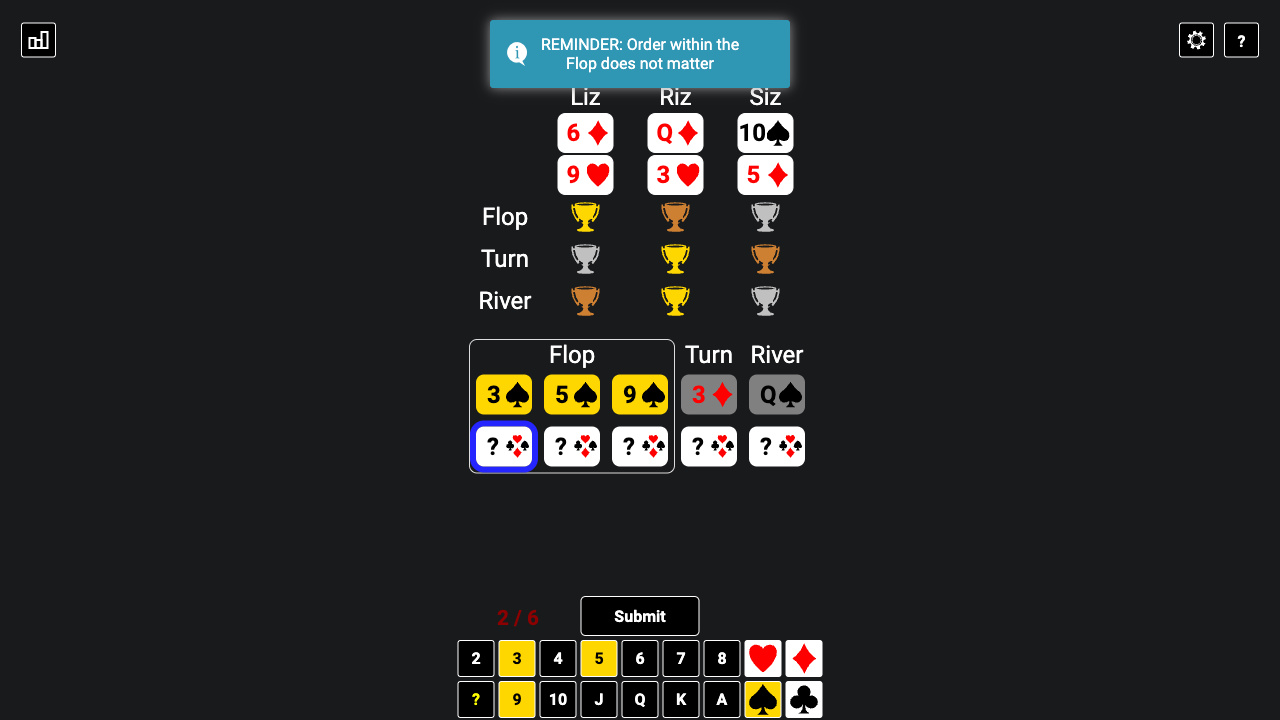 REMINDER: Order within the
Flop does not matter
?
Liz Riz Siz
6 Q 10
9 3 5
Flop
Turn
River
Flop Turn River
3 5 9 3 Q
? ? ? ? ?
2 / 6 Submit
2 3 4 5 6 7 8
? 9 10 J Q K A